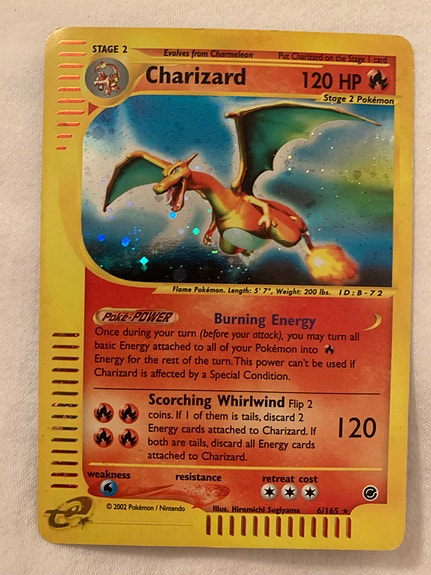 STAGE 2 Evolves from Charmeleon Put Charizard on the Stage 1 card
Charizard 120 HP
Stage 2 Pokémon
Flame Pokémon. Length: 5' 7", Weight: 200 lbs. ID:B-72
Poké-POWER Burning Energy
Once during your turn (before your attack), you may turn all
basic Energy attached to all of your Pokémon into
Energy for the rest of the turn. This power can't be used if
Charizard is affected by a Special Condition.
Scorching Whirlwind Flip 2
coins. If 1 of them is tails, discard 2
Energy cards attached to Charizard. If
both are tails, discard all Energy cards
attached to Charizard.
120
weakness resistance retreat cost
© 2002 Pokémon / Nintendo
Illus. Hiromichi Sugiyama 6/165 ★
e